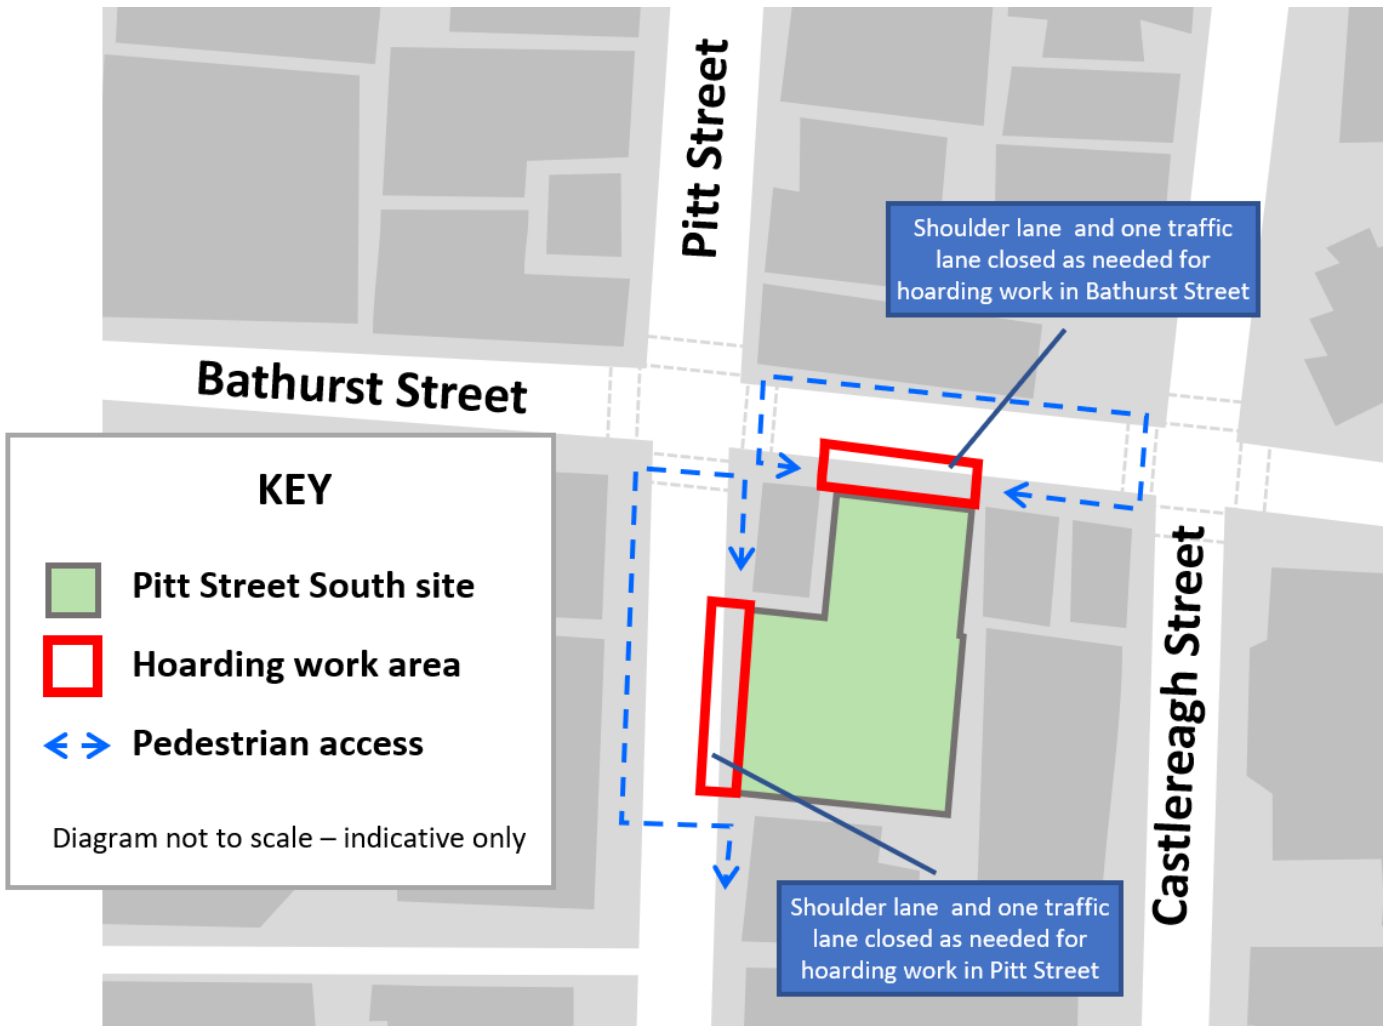 Pitt Street
Shoulder lane  and one traffic
lane closed as needed for
hoarding work in Bathurst Street
Bathurst Street
KEY
Pitt Street South site
Hoarding work area
Pedestrian access
Diagram not to scale – indicative only
Castlereagh Street
Shoulder lane  and one traffic
lane closed as needed for
hoarding work in Pitt Street